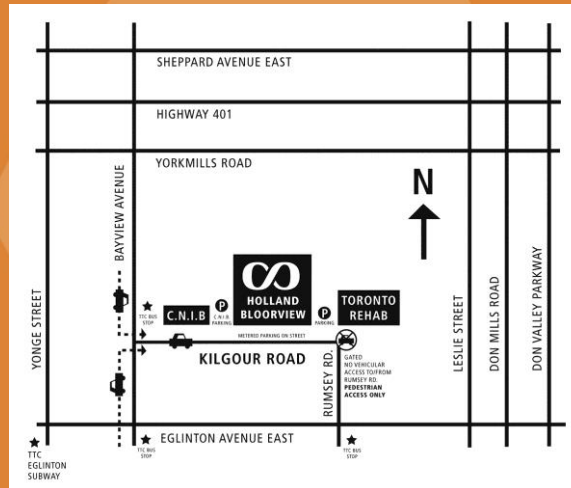 SHEPPARD AVENUE EAST
HIGHWAY 401
YORKMILLS ROAD
BAYVIEW AVENUE
N
YONGE STREET
LESLIE STREET
DON MILLS ROAD
DON VALLEY PARKWAY
TTC BUS
STOP
C.N.I.B
P
C.N.I.B
PARKING
HOLLAND
BLOORVIEW
P
PARKING
TORONTO
REHAB
METERED PARKING ON STREET
KILGOUR ROAD
RUMSEY RD.
GATED
NO VEHICULAR
ACCESS TO/FROM
RUMSEY RD.
PEDESTRIAN
ACCESS ONLY
EGLINTON AVENUE EAST
TTC
EGLINTON
SUBWAY
TTC BUS
STOP
TTC BUS
STOP